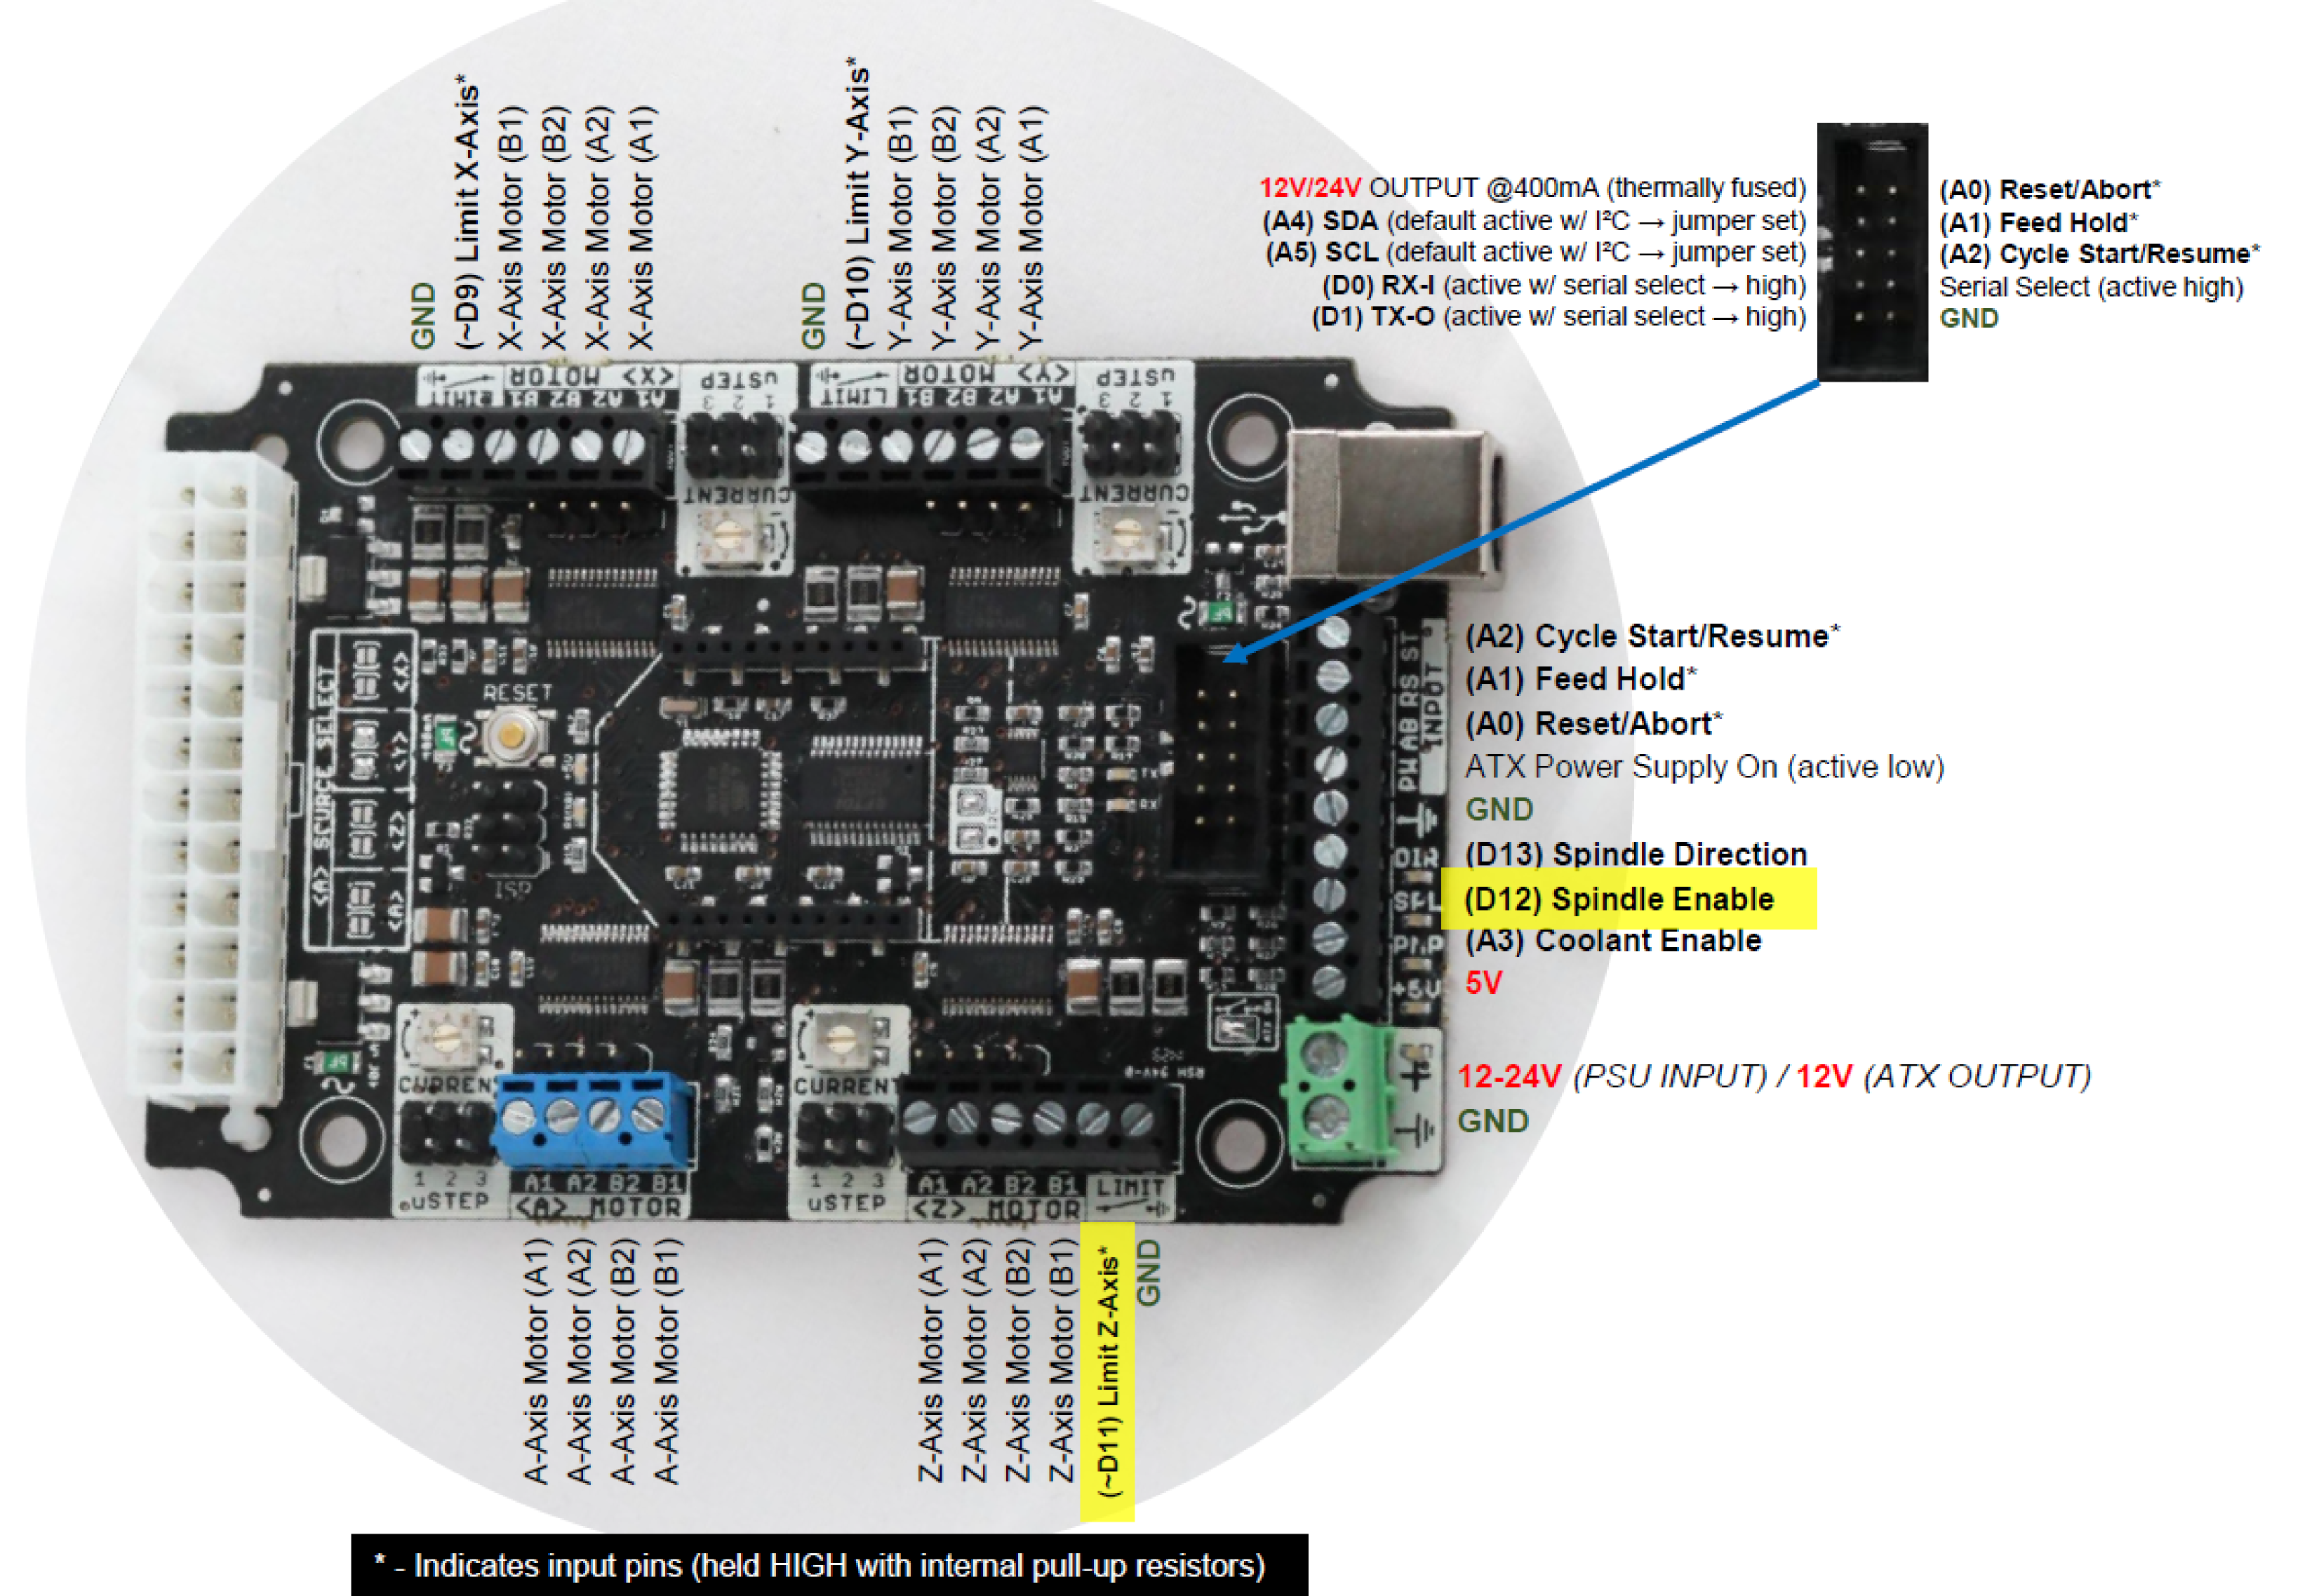 GND
(~D9) Limit X-Axis*
X-Axis Motor (B1)
X-Axis Motor (B2)
X-Axis Motor (A2)
X-Axis Motor (A1)
GND
(~D10) Limit Y-Axis*
Y-Axis Motor (B1)
Y-Axis Motor (B2)
Y-Axis Motor (A2)
Y-Axis Motor (A1)
12V/24V OUTPUT @400mA (thermally fused)
(A4) SDA (default active w/ I²C → jumper set)
(A5) SCL (default active w/ I²C → jumper set)
(D0) RX-I (active w/ serial select → high)
(D1) TX-O (active w/ serial select → high)
(A0) Reset/Abort*
(A1) Feed Hold*
(A2) Cycle Start/Resume*
Serial Select (active high)
GND
LIMIT
MOTOR <X>
B1 B2 A2 A1
uSTEP
3 2 1
CURRENT
LIMIT
MOTOR <Y>
B1 B2 A2 A1
uSTEP
3 2 1
CURRENT
<A> SOURCE SELECT
<X>
<Y>
<Z>
<A>
RESET
+5V
ISP
I2C
TX
RX
INPUT
ST
RS
AB
PW
DIR
+5V
(A2) Cycle Start/Resume*
(A1) Feed Hold*
(A0) Reset/Abort*
ATX Power Supply On (active low)
GND
(D13) Spindle Direction
(D12) Spindle Enable
(A3) Coolant Enable
5V
12-24V (PSU INPUT) / 12V (ATX OUTPUT)
GND
CURRENT
1 2 3
uSTEP
A1 A2 B2 B1
<A> MOTOR
CURRENT
1 2 3
uSTEP
A1 A2 B2 B1
<Z> MOTOR
LIMIT
RSH 94V-0
A-Axis Motor (A1)
A-Axis Motor (A2)
A-Axis Motor (B2)
A-Axis Motor (B1)
Z-Axis Motor (A1)
Z-Axis Motor (A2)
Z-Axis Motor (B2)
Z-Axis Motor (B1)
(~D11) Limit Z-Axis*
GND
* - Indicates input pins (held HIGH with internal pull-up resistors)